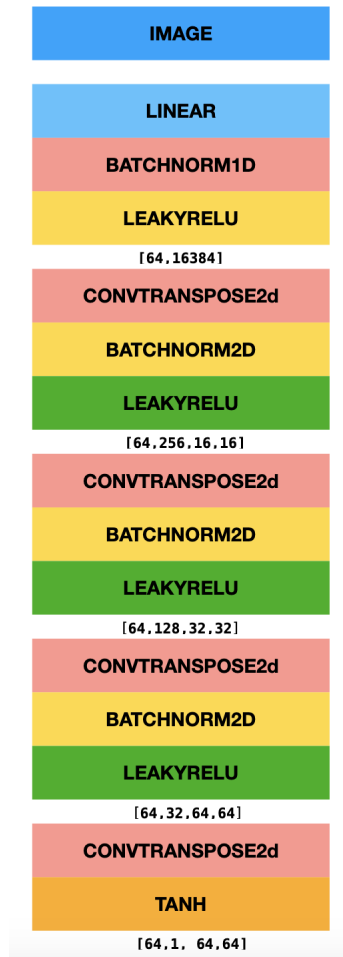 IMAGE
LINEAR
BATCHNORM1D
LEAKYRELU
[64,16384]
CONVTRANSPOSE2d
BATCHNORM2D
LEAKYRELU
[64,256,16,16]
CONVTRANSPOSE2d
BATCHNORM2D
LEAKYRELU
[64,128,32,32]
CONVTRANSPOSE2d
BATCHNORM2D
LEAKYRELU
[64,32,64,64]
CONVTRANSPOSE2d
TANH
[64,1, 64,64]